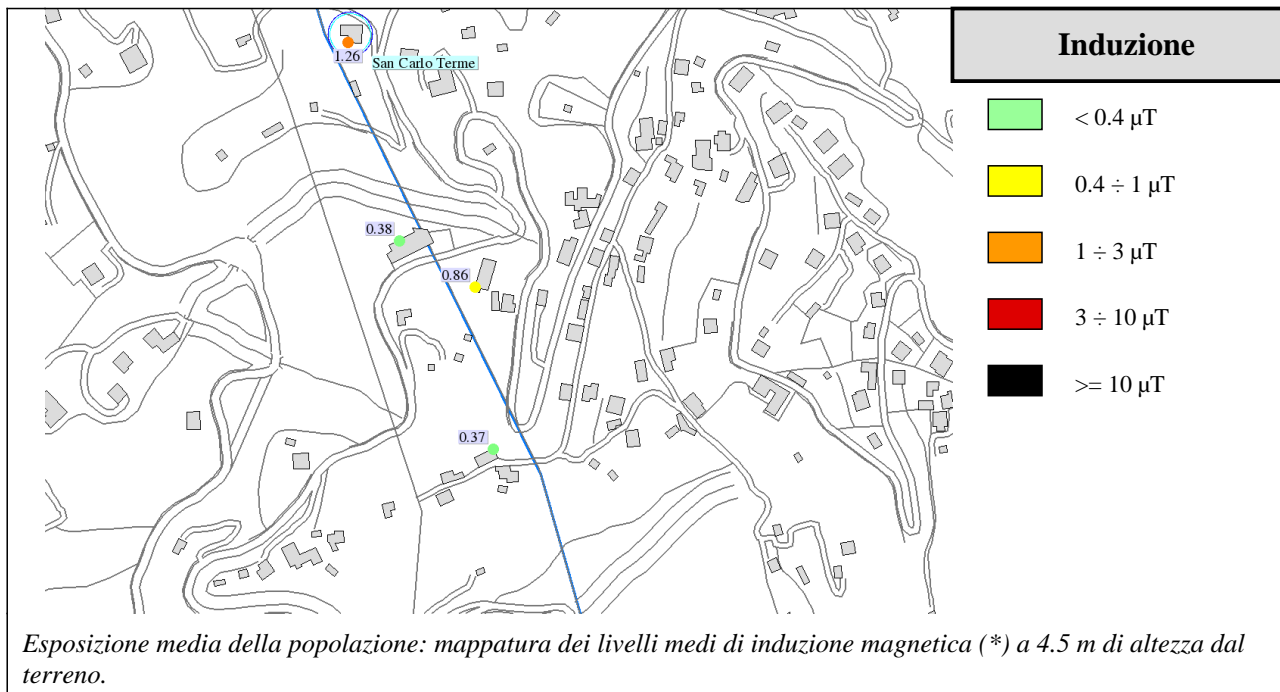 1.26
San Carlo Terme
0.38
0.86
0.37
Induzione
< 0.4 µT
0.4 ÷ 1 µT
1 ÷ 3 µT
3 ÷ 10 µT
>= 10 µT
Esposizione media della popolazione: mappatura dei livelli medi di induzione magnetica (*) a 4.5 m di altezza dal
terreno.